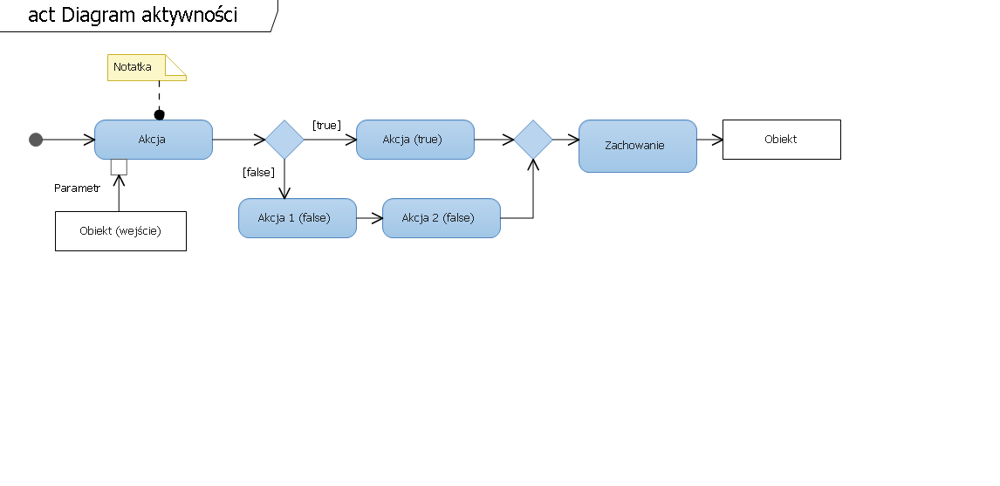 act Diagram aktywności
Notatka
Akcja
[true]
Akcja (true)
Zachowanie
Obiekt
[false]
Parametr
Akcja 1 (false)
Akcja 2 (false)
Obiekt (wejście)